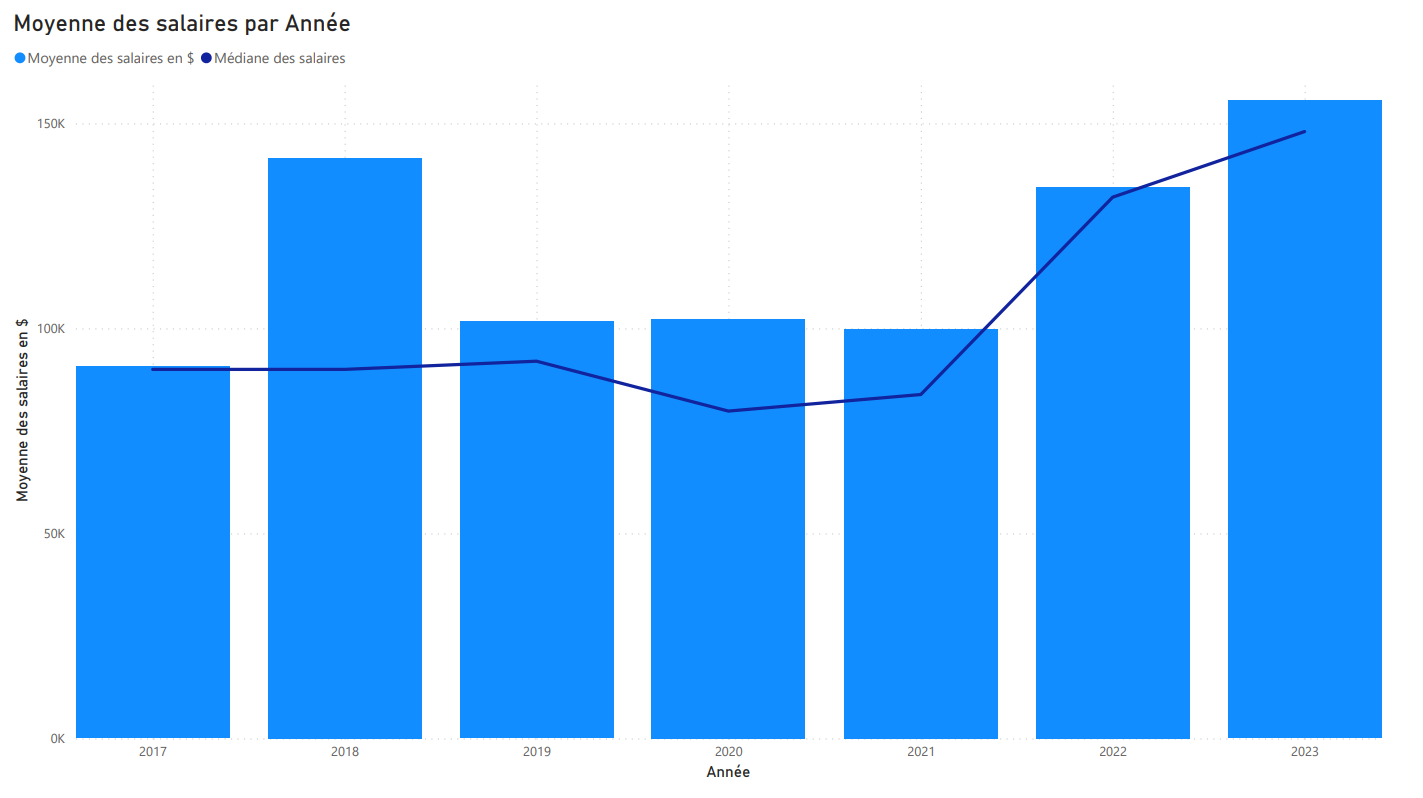 Moyenne des salaires par Année
Moyenne des salaires en $ Médiane des salaires
Moyenne des salaires en $
150K
100K
50K
0K
2017 2018 2019 2020 2021 2022 2023
Année